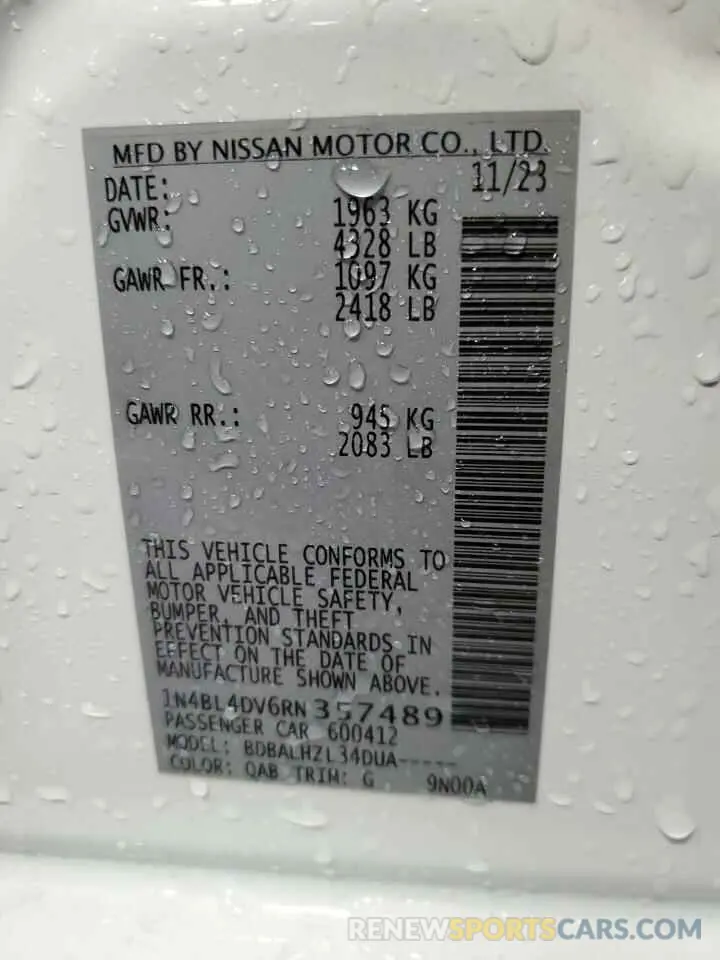 MFD BY NISSAN MOTOR CO., LTD.
DATE: 11/23
GVWR: 1963 KG
4328 LB
GAWR FR.: 1097 KG
2418 LB
GAWR RR.: 945 KG
2083 LB
THIS VEHICLE CONFORMS TO
ALL APPLICABLE FEDERAL
MOTOR VEHICLE SAFETY,
BUMPER, AND THEFT
PREVENTION STANDARDS IN
EFFECT ON THE DATE OF
MANUFACTURE SHOWN ABOVE.
1N4BL4DV6RN357489
PASSENGER CAR 600412
MODEL: BDBALHZL34DUA-----
COLOR: QAB TRIM: G 9N00A
RENEWSPORTSCARS.COM